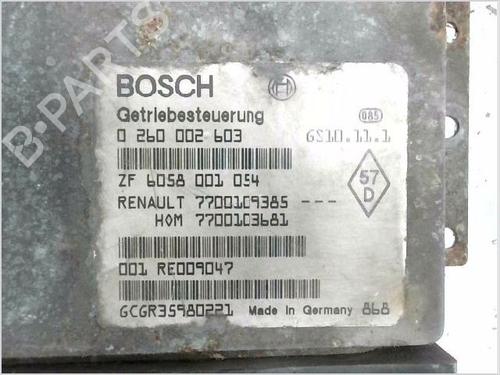 BOSCH
Getriebesteuerung
085
0 260 002 603
GS10.11.1
ZF 6058 001 054
57
D
RENAULT 7700109385 ---
HOM 7700103681
001 RE009047
GCGR35980221 Made in Germany 868
B-PARTS